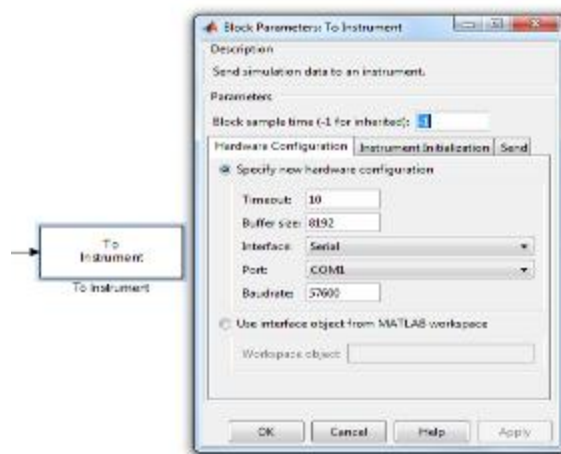 Block Parameters: To Instrument
Description
Send simulation data to an instrument.
Parameters
Block sample time (-1 for inherited): -1
Hardware Configuration Instrument Initialization Send
Specify new hardware configuration
Timeout: 10
Buffer size: 8192
Interface: Serial
Port: COM1
Baudrate: 57600
Use interface object from MATLAB workspace
Workspace object:
OK Cancel Help Apply
To
Instrument
To Instrument